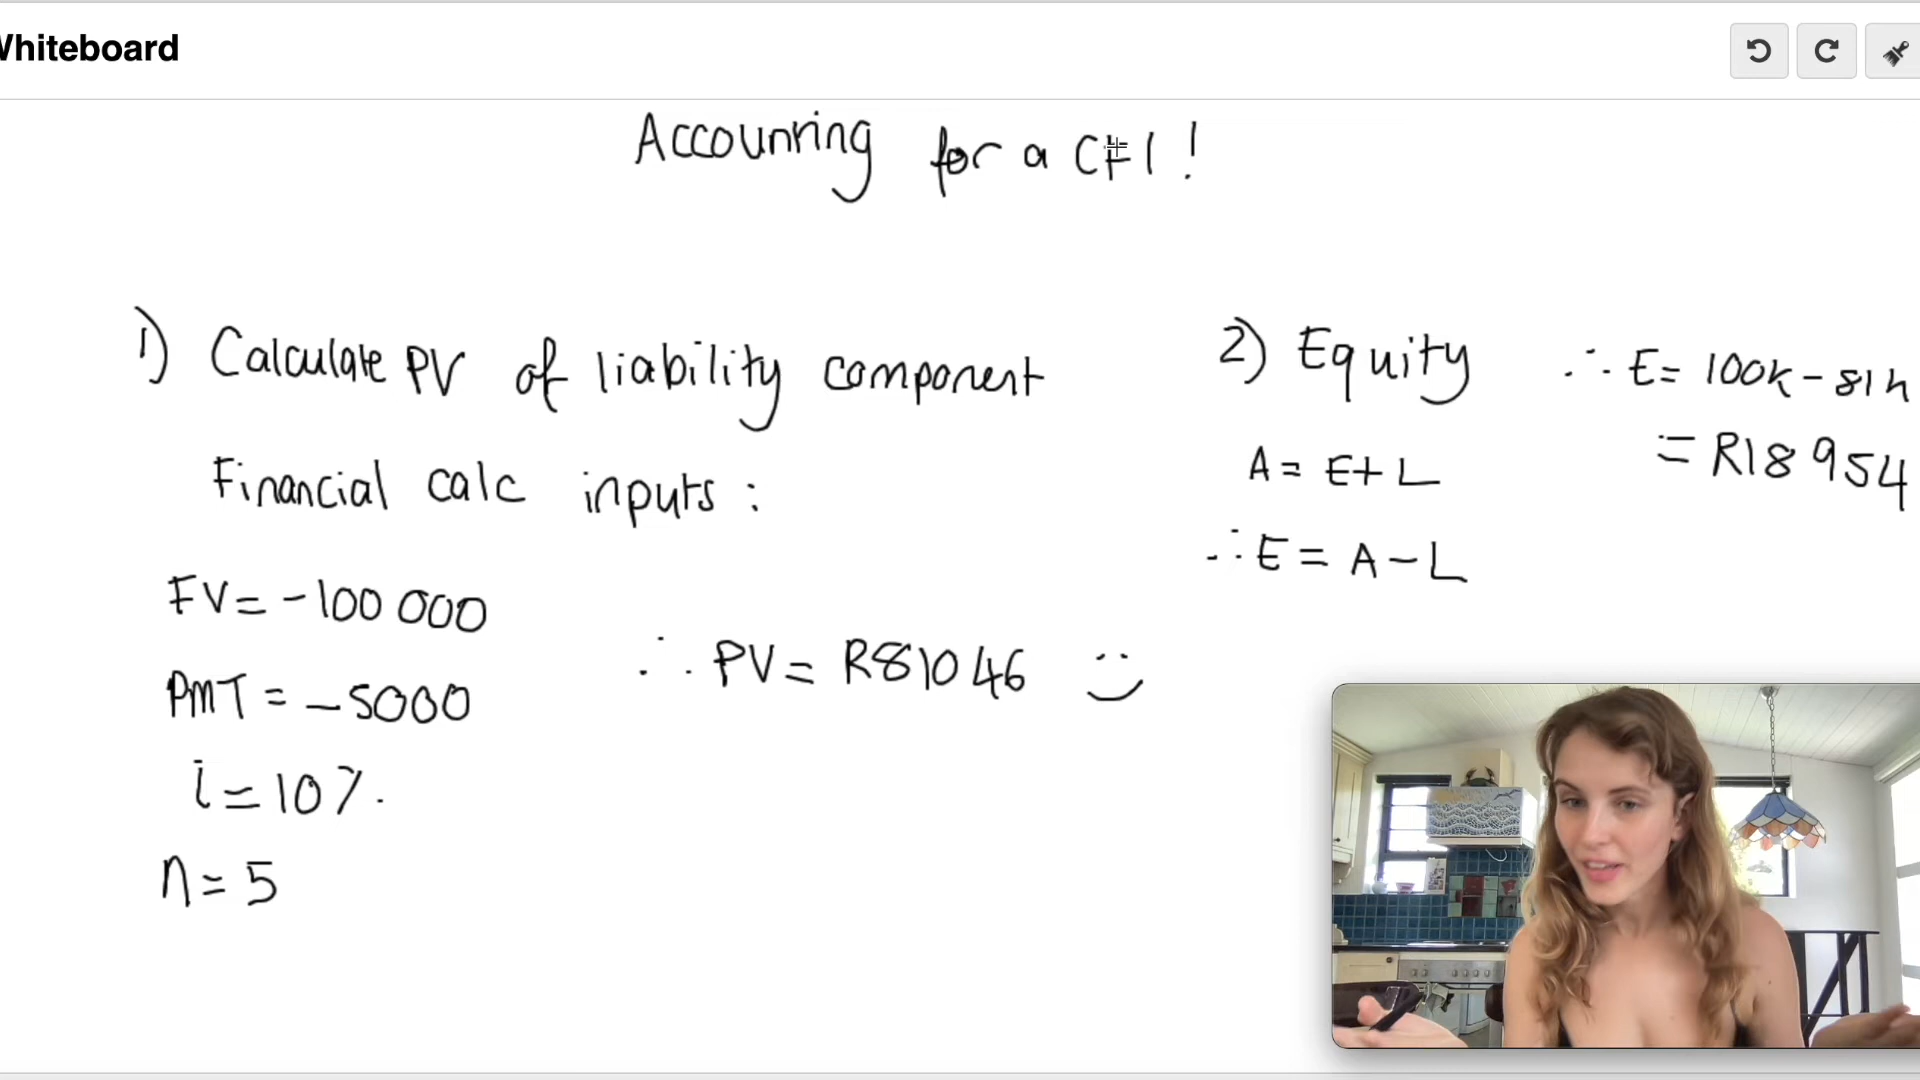 Whiteboard
Accounting for a CFI!
1) Calculate PV of liability component
Financial calc inputs:
FV = -100 000
PMT = -5000
i = 10%.
n = 5
∴ PV = R81046
2) Equity
A = E + L
∴ E = A - L
∴ E = 100k - 81k
= R18 954